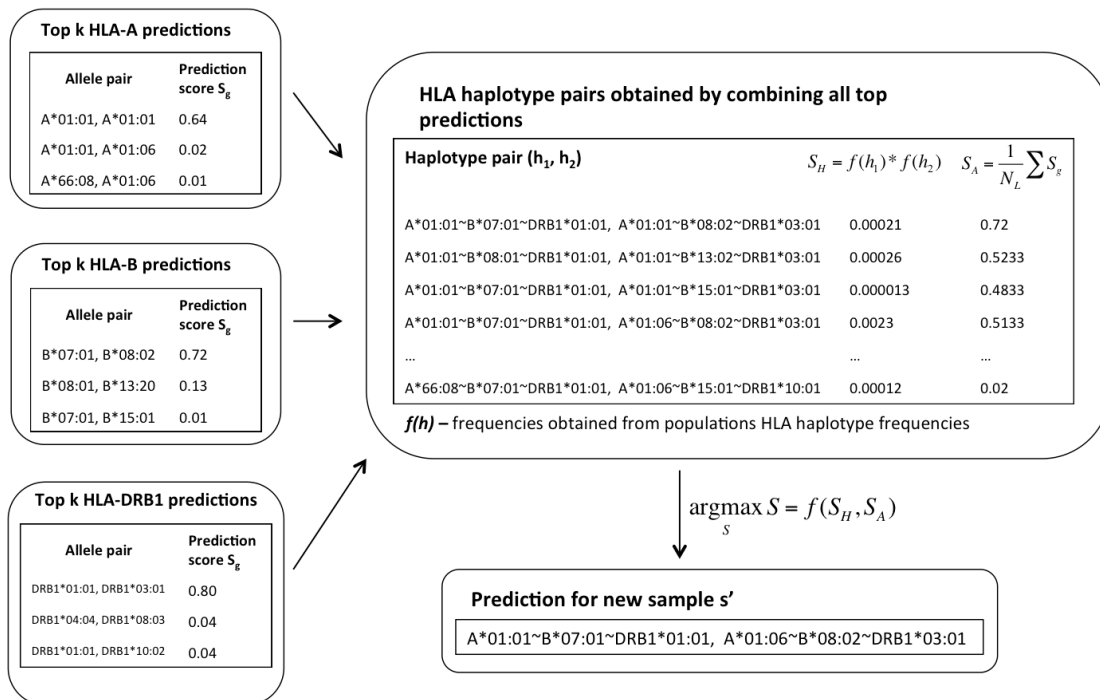 Top k HLA-A predictions
Allele pair Prediction
score Sg
A*01:01, A*01:01 0.64
A*01:01, A*01:06 0.02
A*66:08, A*01:06 0.01
Top k HLA-B predictions
Allele pair Prediction
score Sg
B*07:01, B*08:02 0.72
B*08:01, B*13:20 0.13
B*07:01, B*15:01 0.01
Top k HLA-DRB1 predictions
Allele pair Prediction
score Sg
DRB1*01:01, DRB1*03:01 0.80
DRB1*04:04, DRB1*08:03 0.04
DRB1*01:01, DRB1*10:02 0.04
HLA haplotype pairs obtained by combining all top
predictions
Haplotype pair (h₁, h₂) S_H = f(h₁)* f(h₂) S_A = 1/N_L ∑ S_g
A*01:01~B*07:01~DRB1*01:01, A*01:01~B*08:02~DRB1*03:01 0.00021 0.72
A*01:01~B*08:01~DRB1*01:01, A*01:01~B*13:02~DRB1*03:01 0.00026 0.5233
A*01:01~B*07:01~DRB1*01:01, A*01:01~B*15:01~DRB1*03:01 0.000013 0.4833
A*01:01~B*07:01~DRB1*01:01, A*01:06~B*08:02~DRB1*03:01 0.0023 0.5133
... ... ...
A*66:08~B*07:01~DRB1*01:01, A*01:06~B*15:01~DRB1*10:01 0.00012 0.02
f(h) – frequencies obtained from populations HLA haplotype frequencies
argmax S = f(S_H, S_A)
S
Prediction for new sample s’
A*01:01~B*07:01~DRB1*01:01, A*01:06~B*08:02~DRB1*03:01